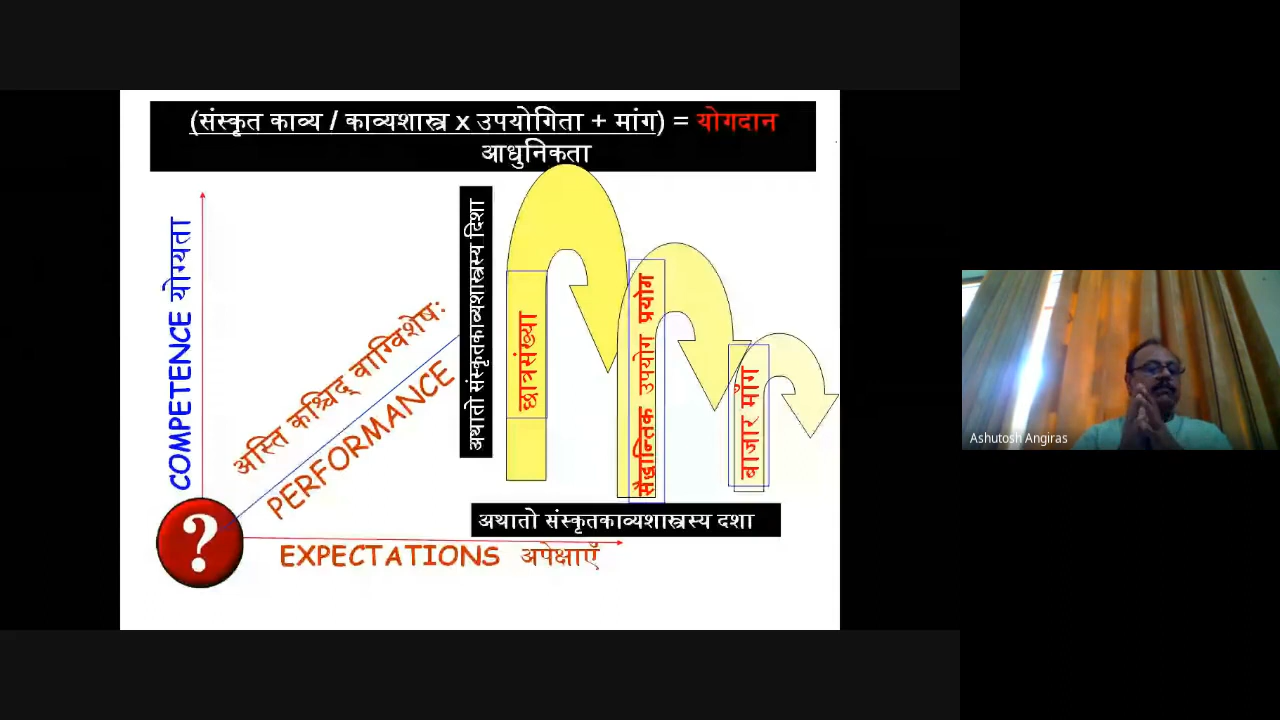 (संस्कृत काव्य / काव्यशास्त्र x उपयोगिता + मांग) = योगदान
आधुनिकता
COMPETENCE योग्यता
अस्ति कश्चिद् वाग्विशेषः
PERFORMANCE
अथातो संस्कृतकाव्यशास्त्रस्य दिशा
छात्रसंख्या
सैद्धान्तिक उपयोग प्रयोग
बाजार माँग
अथातो संस्कृतकाव्यशास्त्रस्य दशा
?
EXPECTATIONS अपेक्षाएँ
Ashutosh Angiras